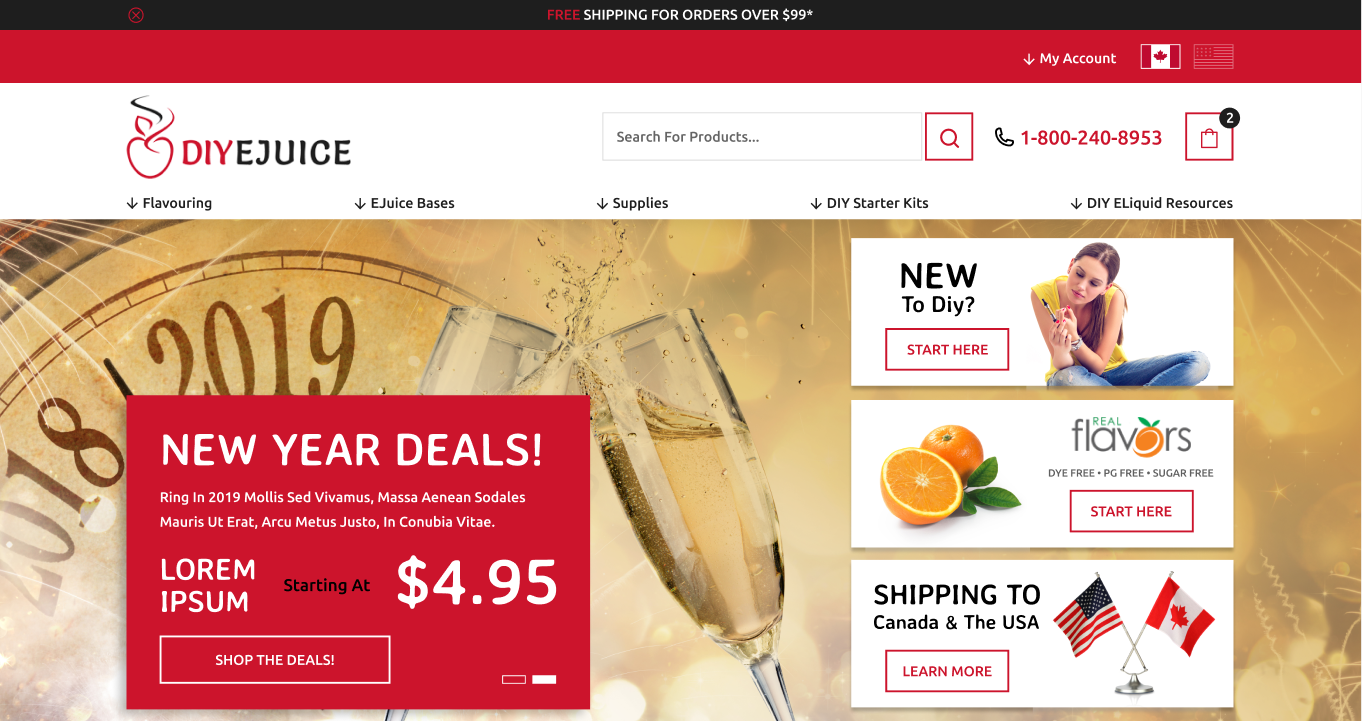 FREE SHIPPING FOR ORDERS OVER $99*
My Account
DIYEJUICE
Search For Products...
1-800-240-8953
2
Flavouring
EJuice Bases
Supplies
DIY Starter Kits
DIY ELiquid Resources
2019
2018
NEW YEAR DEALS!
Ring In 2019 Mollis Sed Vivamus, Massa Aenean Sodales
Mauris Ut Erat, Arcu Metus Justo, In Conubia Vitae.
LOREM
IPSUM
Starting At
$4.95
SHOP THE DEALS!
NEW
To Diy?
START HERE
REAL
flavors
DYE FREE • PG FREE • SUGAR FREE
START HERE
SHIPPING TO
Canada & The USA
LEARN MORE